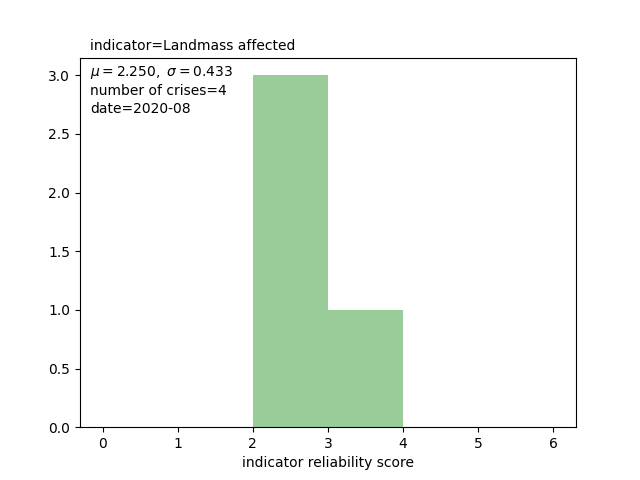 indicator=Landmass affected
μ = 2.250, σ = 0.433
number of crises=4
date=2020-08
3.0
2.5
2.0
1.5
1.0
0.5
0.0
0 1 2 3 4 5 6
indicator reliability score